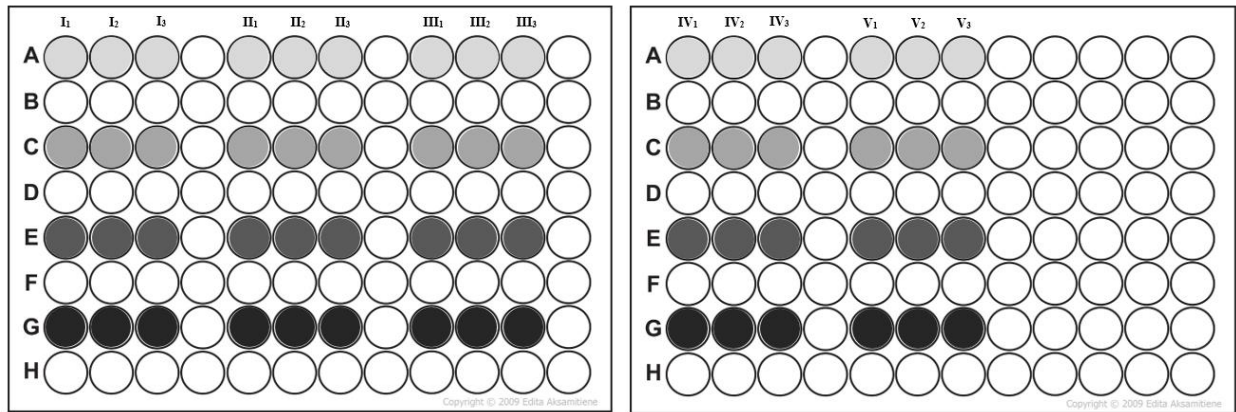 I₁ I₂ I₃ II₁ II₂ II₃ III₁ III₂ III₃
A
B
C
D
E
F
G
H
Copyright © 2009 Edita Aksamitiene
IV₁ IV₂ IV₃ V₁ V₂ V₃
A
B
C
D
E
F
G
H
Copyright © 2009 Edita Aksamitiene